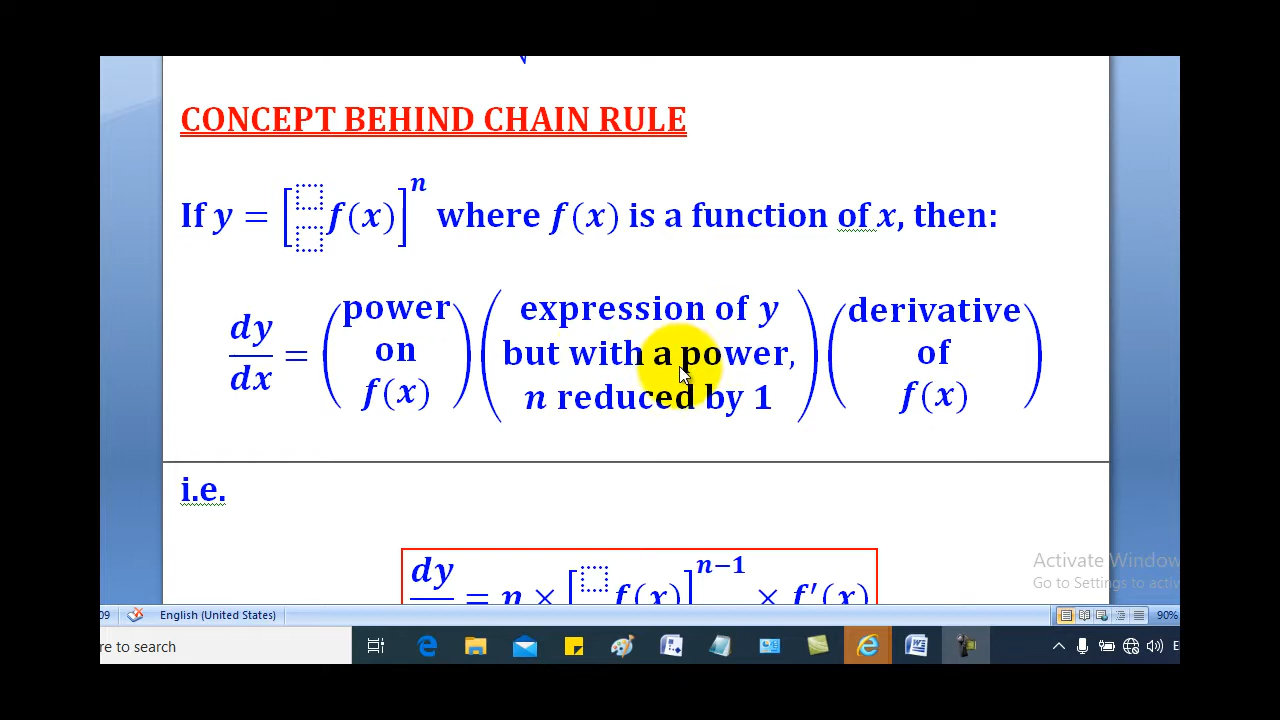 CONCEPT BEHIND CHAIN RULE
If y = [f(x)]^n where f(x) is a function of x, then:
dy/dx = (power on f(x)) (expression of y but with a power, n reduced by 1) (derivative of f(x))
i.e.
dy = n × [f(x)]^{n−1} × f′(x)
Activate Window
Go to Settings to activ
09 English (United States) 90%
re to search
E